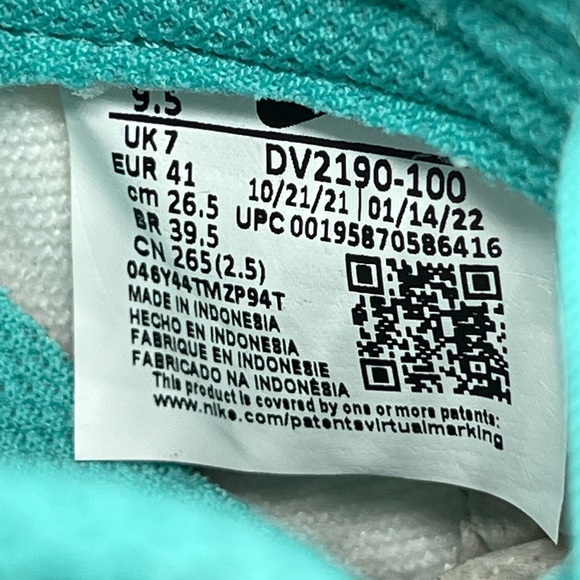 9.5
UK 7
EUR 41
cm 26.5
BR 39.5
CN 265(2.5)
DV2190-100
10/21/21 | 01/14/22
UPC 00195870586416
046Y44TMZP94T
MADE IN INDONESIA
HECHO EN INDONESIA
FABRIQUE EN INDONESIE
FABRICADO NA INDONÉSIA
This product is covered by one or more patents:
www.nike.com/patentsvirtualmarking